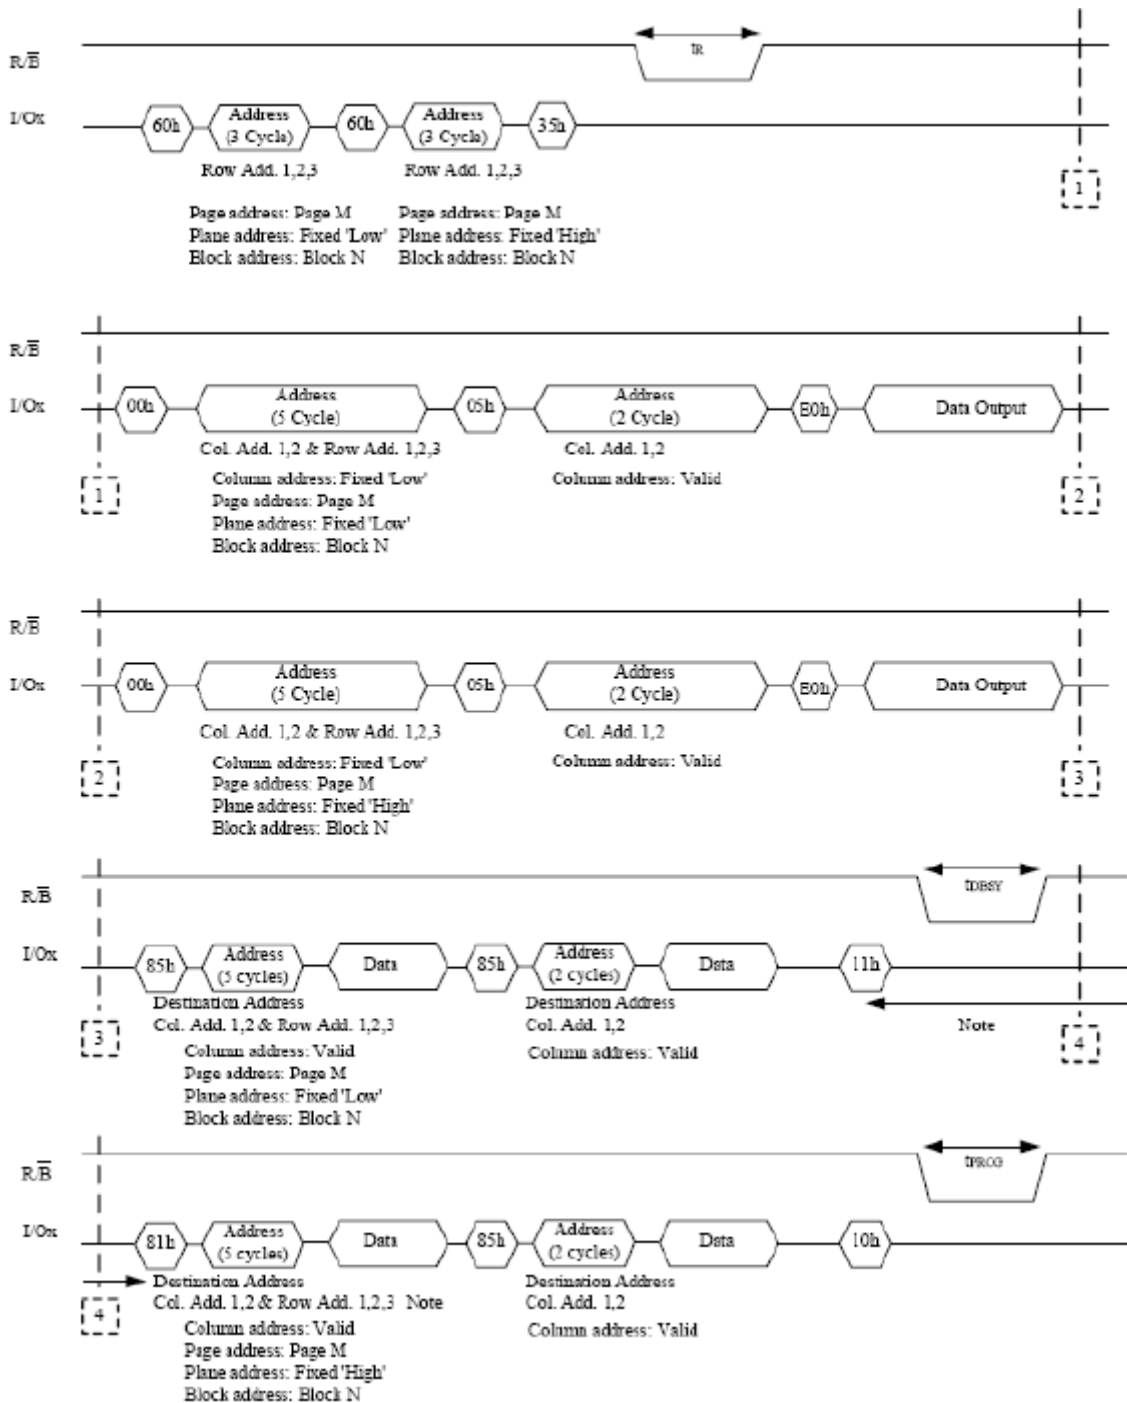 tR
R/B
I/Ox
60h
Address
(3 Cycle)
60h
Address
(3 Cycle)
35h
Row Add. 1,2,3
Row Add. 1,2,3
Page address: Page M
Plane address: Fixed 'Low'
Block address: Block N
Page address: Page M
Plane address: Fixed 'High'
Block address: Block N
1
R/B
I/Ox
00h
Address
(5 Cycle)
05h
Address
(2 Cycle)
E0h
Data Output
Col. Add. 1,2 & Row Add. 1,2,3
Col. Add. 1,2
Column address: Fixed 'Low'
Page address: Page M
Plane address: Fixed 'Low'
Block address: Block N
Column address: Valid
1
2
R/B
I/Ox
00h
Address
(5 Cycle)
05h
Address
(2 Cycle)
E0h
Data Output
Col. Add. 1,2 & Row Add. 1,2,3
Col. Add. 1,2
Column address: Fixed 'Low'
Page address: Page M
Plane address: Fixed 'High'
Block address: Block N
Column address: Valid
2
3
tDBSY
R/B
I/Ox
85h
Address
(5 cycles)
Data
85h
Address
(2 cycles)
Data
11h
Destination Address
Col. Add. 1,2 & Row Add. 1,2,3
Destination Address
Col. Add. 1,2
Note
Column address: Valid
Page address: Page M
Plane address: Fixed 'Low'
Block address: Block N
Column address: Valid
3
4
tPROG
R/B
I/Ox
81h
Address
(5 cycles)
Data
85h
Address
(2 cycles)
Data
10h
Destination Address
Col. Add. 1,2 & Row Add. 1,2,3 Note
Destination Address
Col. Add. 1,2
Column address: Valid
Page address: Page M
Plane address: Fixed 'High'
Block address: Block N
Column address: Valid
4